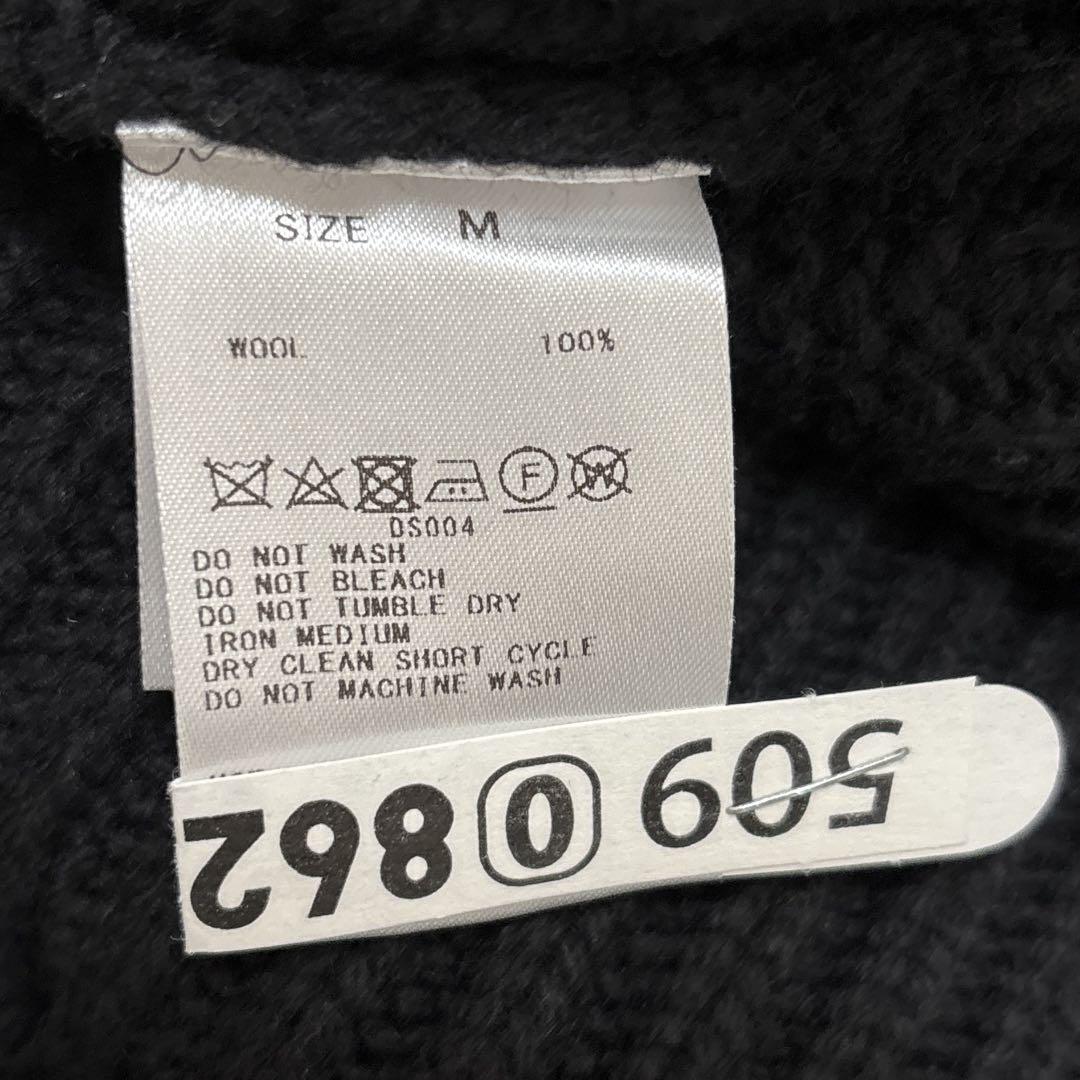 SIZE M
WOOL 100%
F W
DS004
DO NOT WASH
DO NOT BLEACH
DO NOT TUMBLE DRY
IRON MEDIUM
DRY CLEAN SHORT CYCLE
DO NOT MACHINE WASH
509 0 862